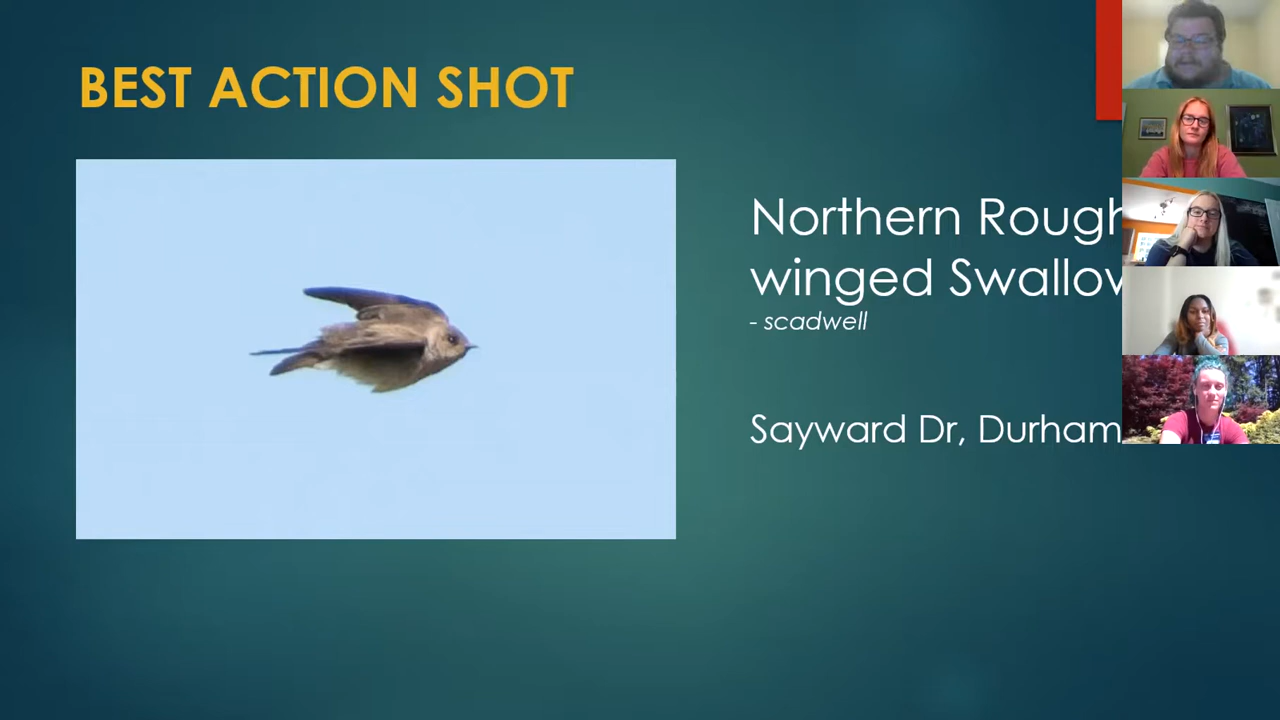 BEST ACTION SHOT
Northern Rough
winged Swallow
- scadwell
Sayward Dr, Durham